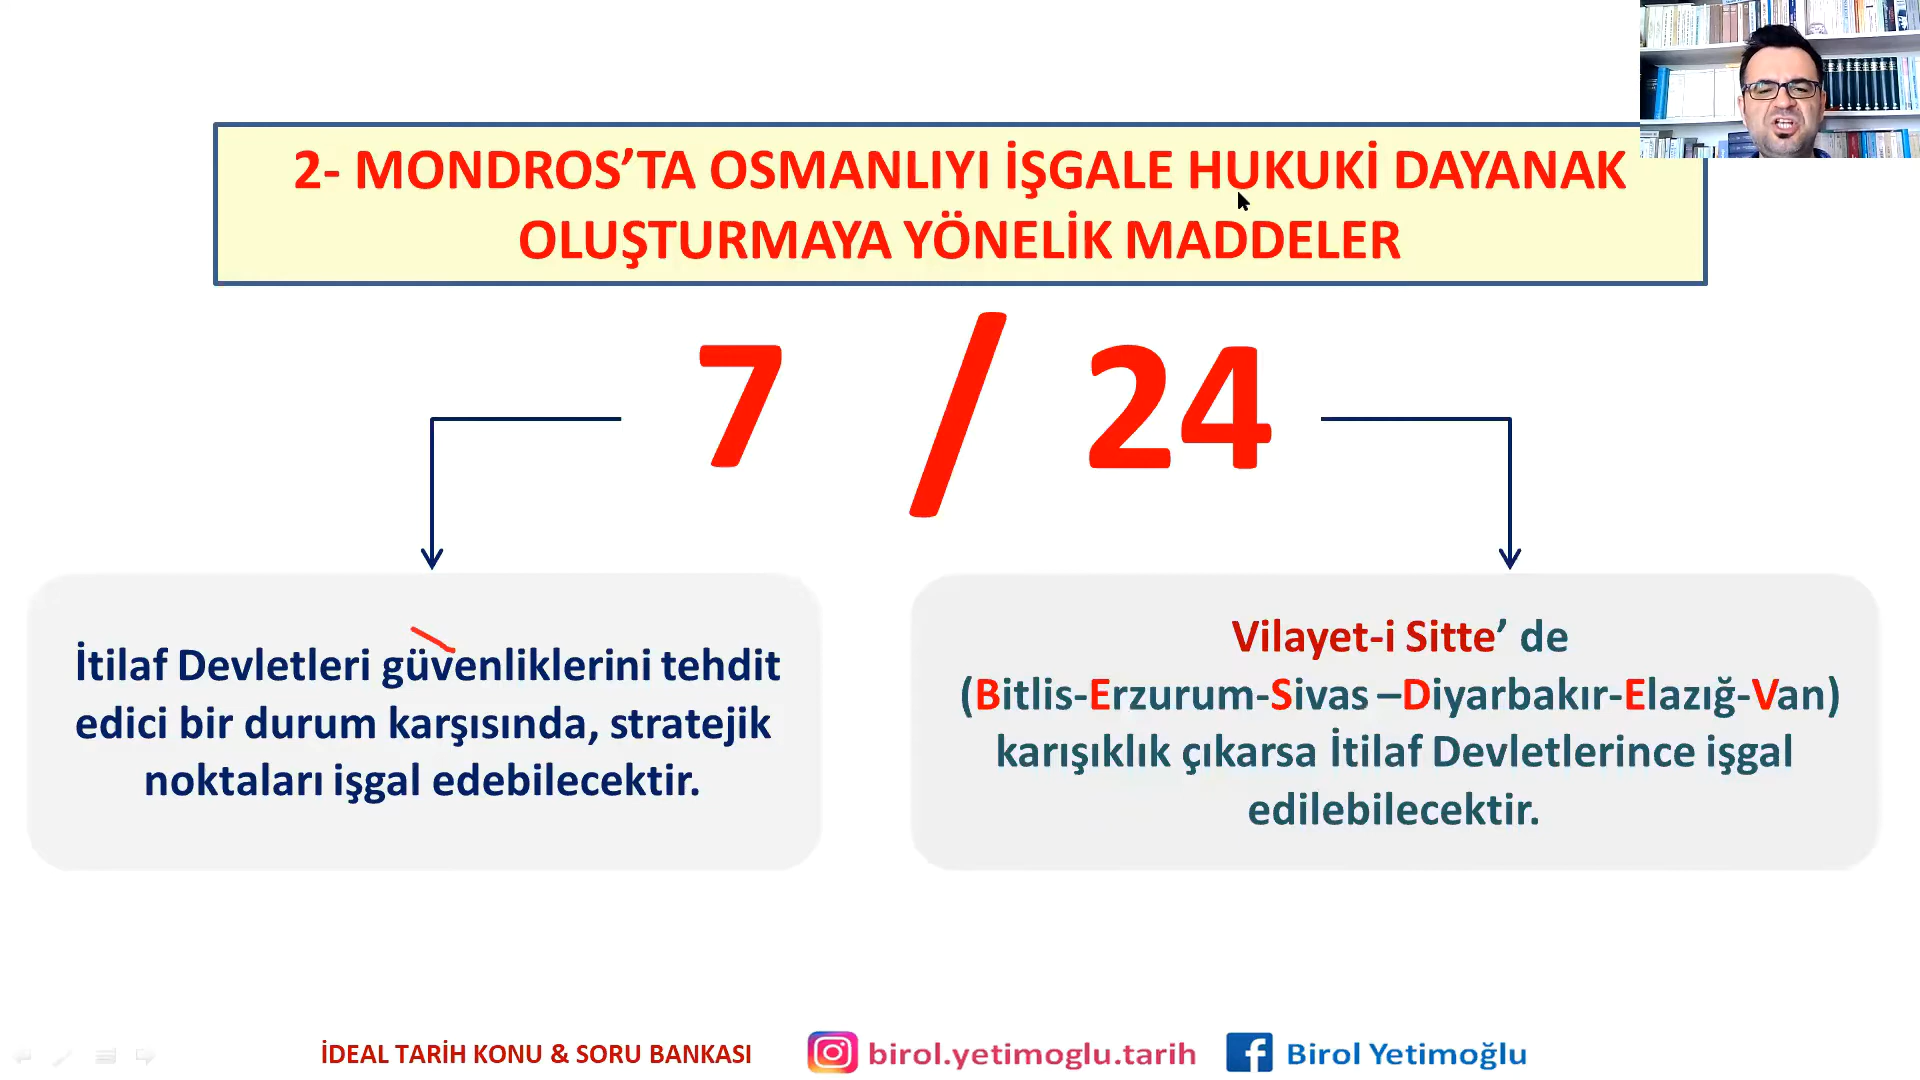 2- MONDROS’TA OSMANLIYI İŞGALE HUKUKİ DAYANAK
OLUŞTURMAYA YÖNELİK MADDELER
7 / 24
İtilaf Devletleri güvenliklerini tehdit
edici bir durum karşısında, stratejik
noktaları işgal edebilecektir.
Vilayet-i Sitte’ de
(Bitlis-Erzurum-Sivas –Diyarbakır-Elazığ-Van)
karışıklık çıkarsa İtilaf Devletlerince işgal
edilebilecektir.
İDEAL TARİH KONU & SORU BANKASI
birol.yetimoglu.tarih
Birol Yetimoğlu